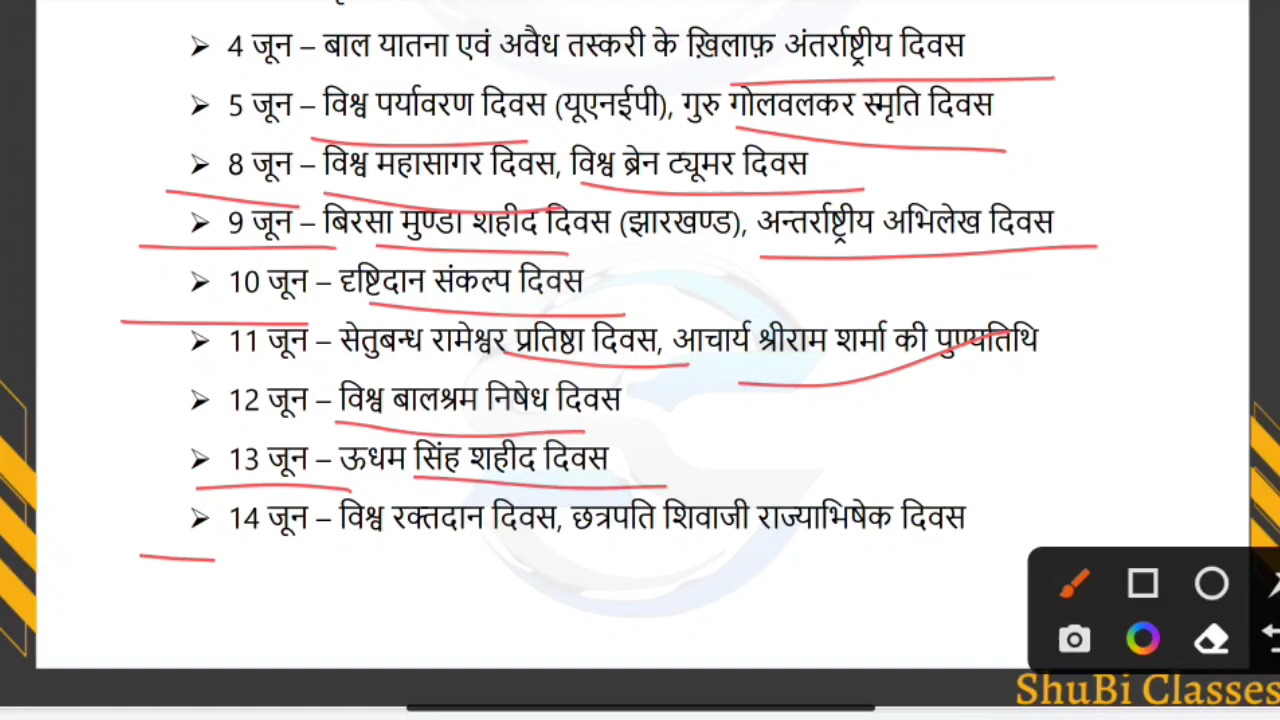 ➤ 4 जून – बाल यातना एवं अवैध तस्करी के ख़िलाफ़ अंतर्राष्ट्रीय दिवस
➤ 5 जून – विश्व पर्यावरण दिवस (यूएनईपी), गुरु गोलवलकर स्मृति दिवस
➤ 8 जून – विश्व महासागर दिवस, विश्व ब्रेन ट्यूमर दिवस
➤ 9 जून – बिरसा मुण्डा शहीद दिवस (झारखण्ड), अन्तर्राष्ट्रीय अभिलेख दिवस
➤ 10 जून – दृष्टिदान संकल्प दिवस
➤ 11 जून – सेतुबन्ध रामेश्वर प्रतिष्ठा दिवस, आचार्य श्रीराम शर्मा की पुण्यतिथि
➤ 12 जून – विश्व बालश्रम निषेध दिवस
➤ 13 जून – ऊधम सिंह शहीद दिवस
➤ 14 जून – विश्व रक्तदान दिवस, छत्रपति शिवाजी राज्याभिषेक दिवस
ShuBi Classes